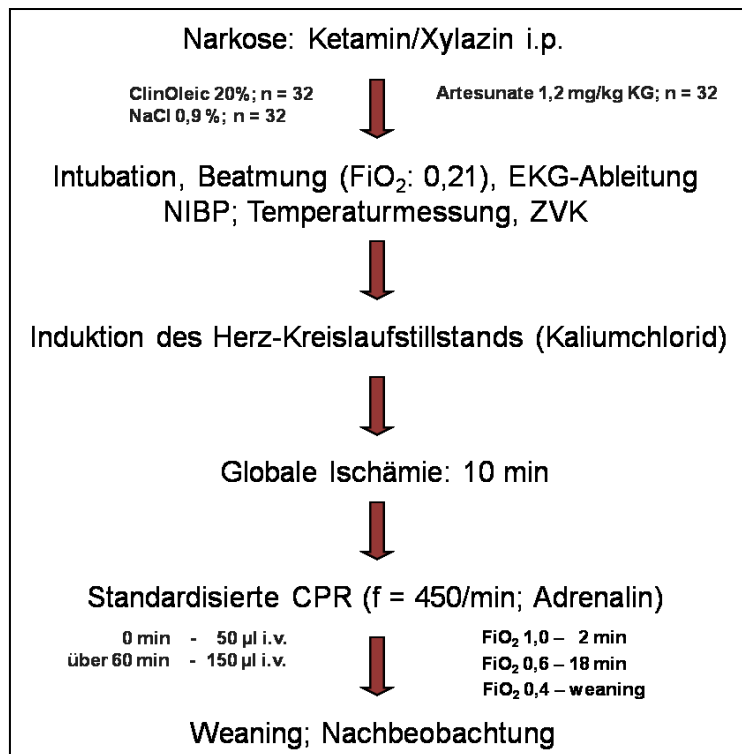 Narkose: Ketamin/Xylazin i.p.
ClinOleic 20%; n = 32
NaCl 0,9 %; n = 32
Artesunate 1,2 mg/kg KG; n = 32
Intubation, Beatmung (FiO₂: 0,21), EKG-Ableitung
NIBP; Temperaturmessung, ZVK
Induktion des Herz-Kreislaufstillstands (Kaliumchlorid)
Globale Ischämie: 10 min
Standardisierte CPR (f = 450/min; Adrenalin)
0 min - 50 µl i.v.
über 60 min - 150 µl i.v.
FiO₂ 1,0 – 2 min
FiO₂ 0,6 – 18 min
FiO₂ 0,4 – weaning
Weaning; Nachbeobachtung